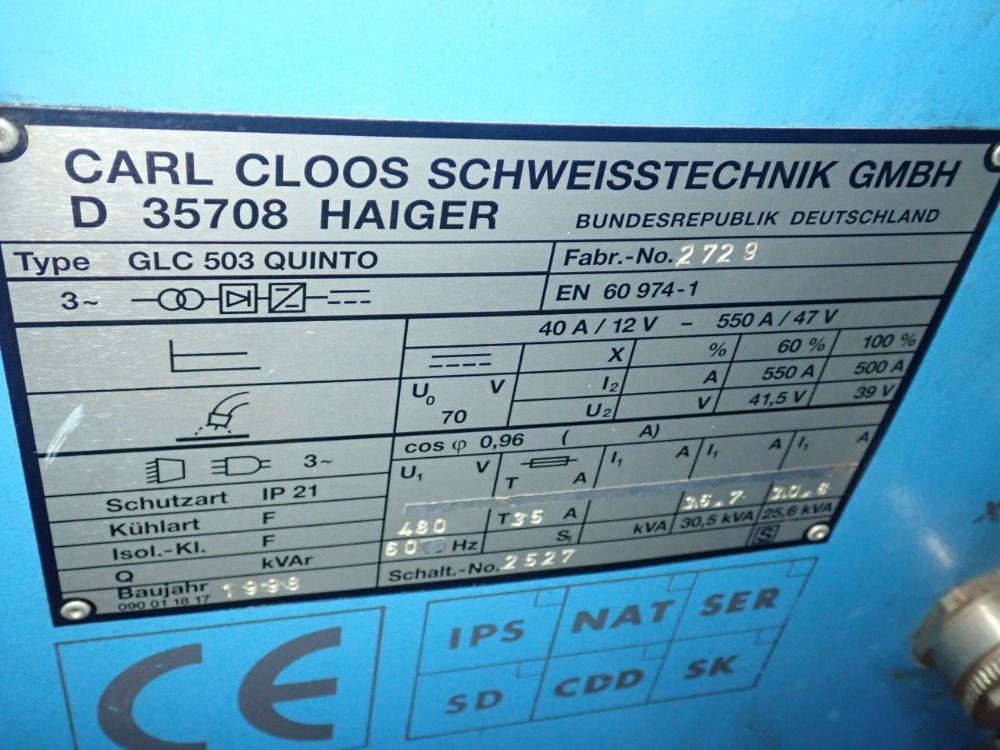 CARL CLOOS SCHWEISSTECHNIK GMBH
D 35708 HAIGER BUNDESREPUBLIK DEUTSCHLAND
Type GLC 503 QUINTO Fabr.-No. 2729
3~ EN 60 974-1
40 A / 12 V – 550 A / 47 V
X % 60 % 100 %
U0 V I2 A 550 A 500 A
70 U2 V 41,5 V 39 V
cos φ 0,96 ( A)
3~ U1 V T A I1 A I1 A I1 A
Schutzart IP 21
Kühlart F 480 T35 A 36.7 30.8
Isol.-Kl. F 60 Hz S1 kVA 30,5 kVA 25,6 kVA
Q kVAr S
Baujahr 1998 Schalt.-No. 2527
090 01 18 17
CE
IPS NAT SER
SD CDD SK